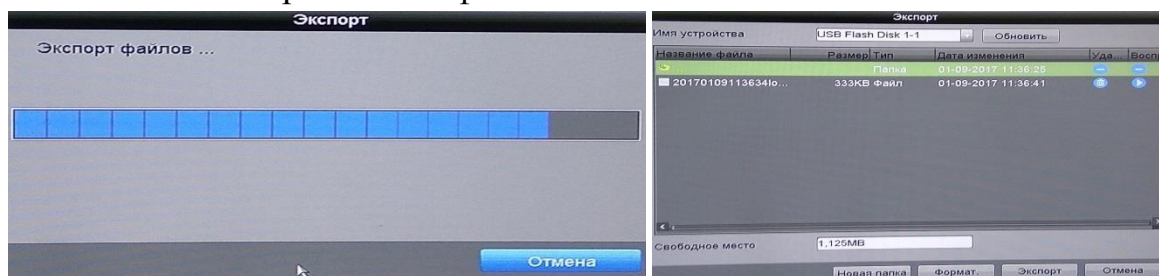 Экспорт
Экспорт файлов ...
Отмена
Экспорт
Имя устройства USB Flash Disk 1-1 Обновить
Название файла Размер Тип Дата изменения Уда... Воспр
Папка 01-09-2017 11:36:25
20170109113634lo... 333KB Файл 01-09-2017 11:36:41
Свободное место 1,125MB
Новая папка Формат. Экспорт Отмена